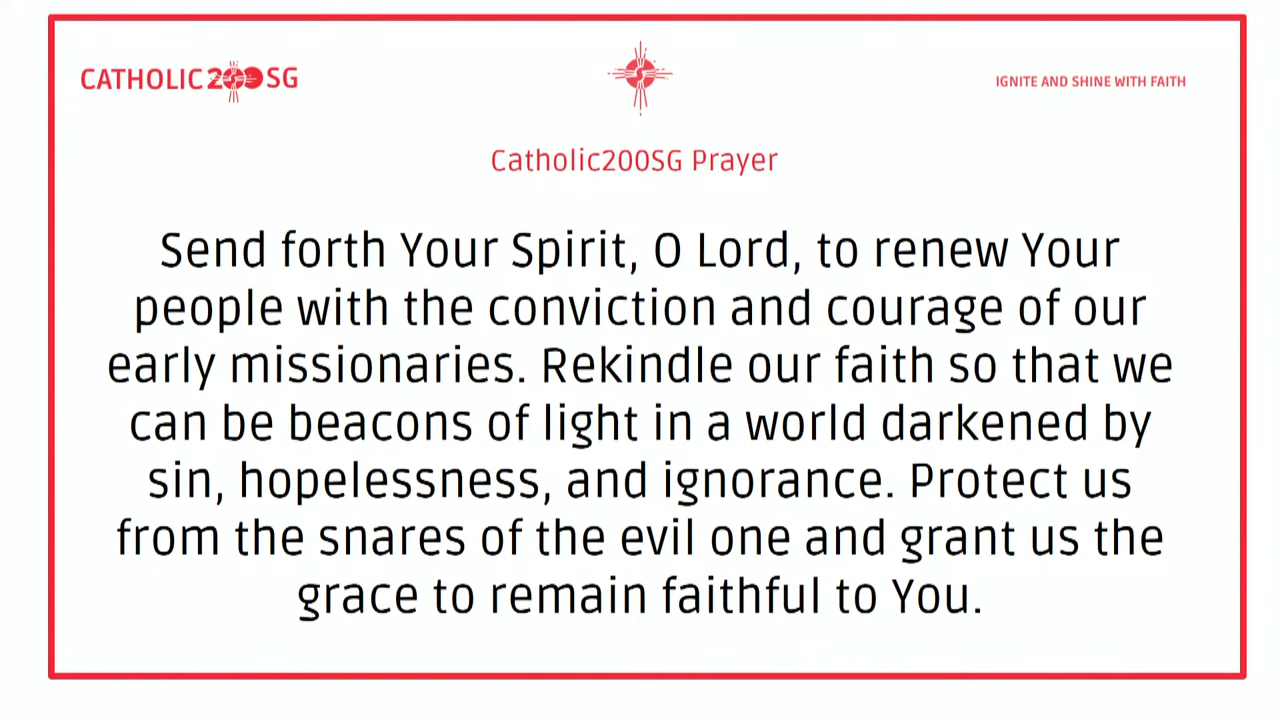 CATHOLIC200SG
IGNITE AND SHINE WITH FAITH
Catholic200SG Prayer
Send forth Your Spirit, O Lord, to renew Your
people with the conviction and courage of our
early missionaries. Rekindle our faith so that we
can be beacons of light in a world darkened by
sin, hopelessness, and ignorance. Protect us
from the snares of the evil one and grant us the
grace to remain faithful to You.